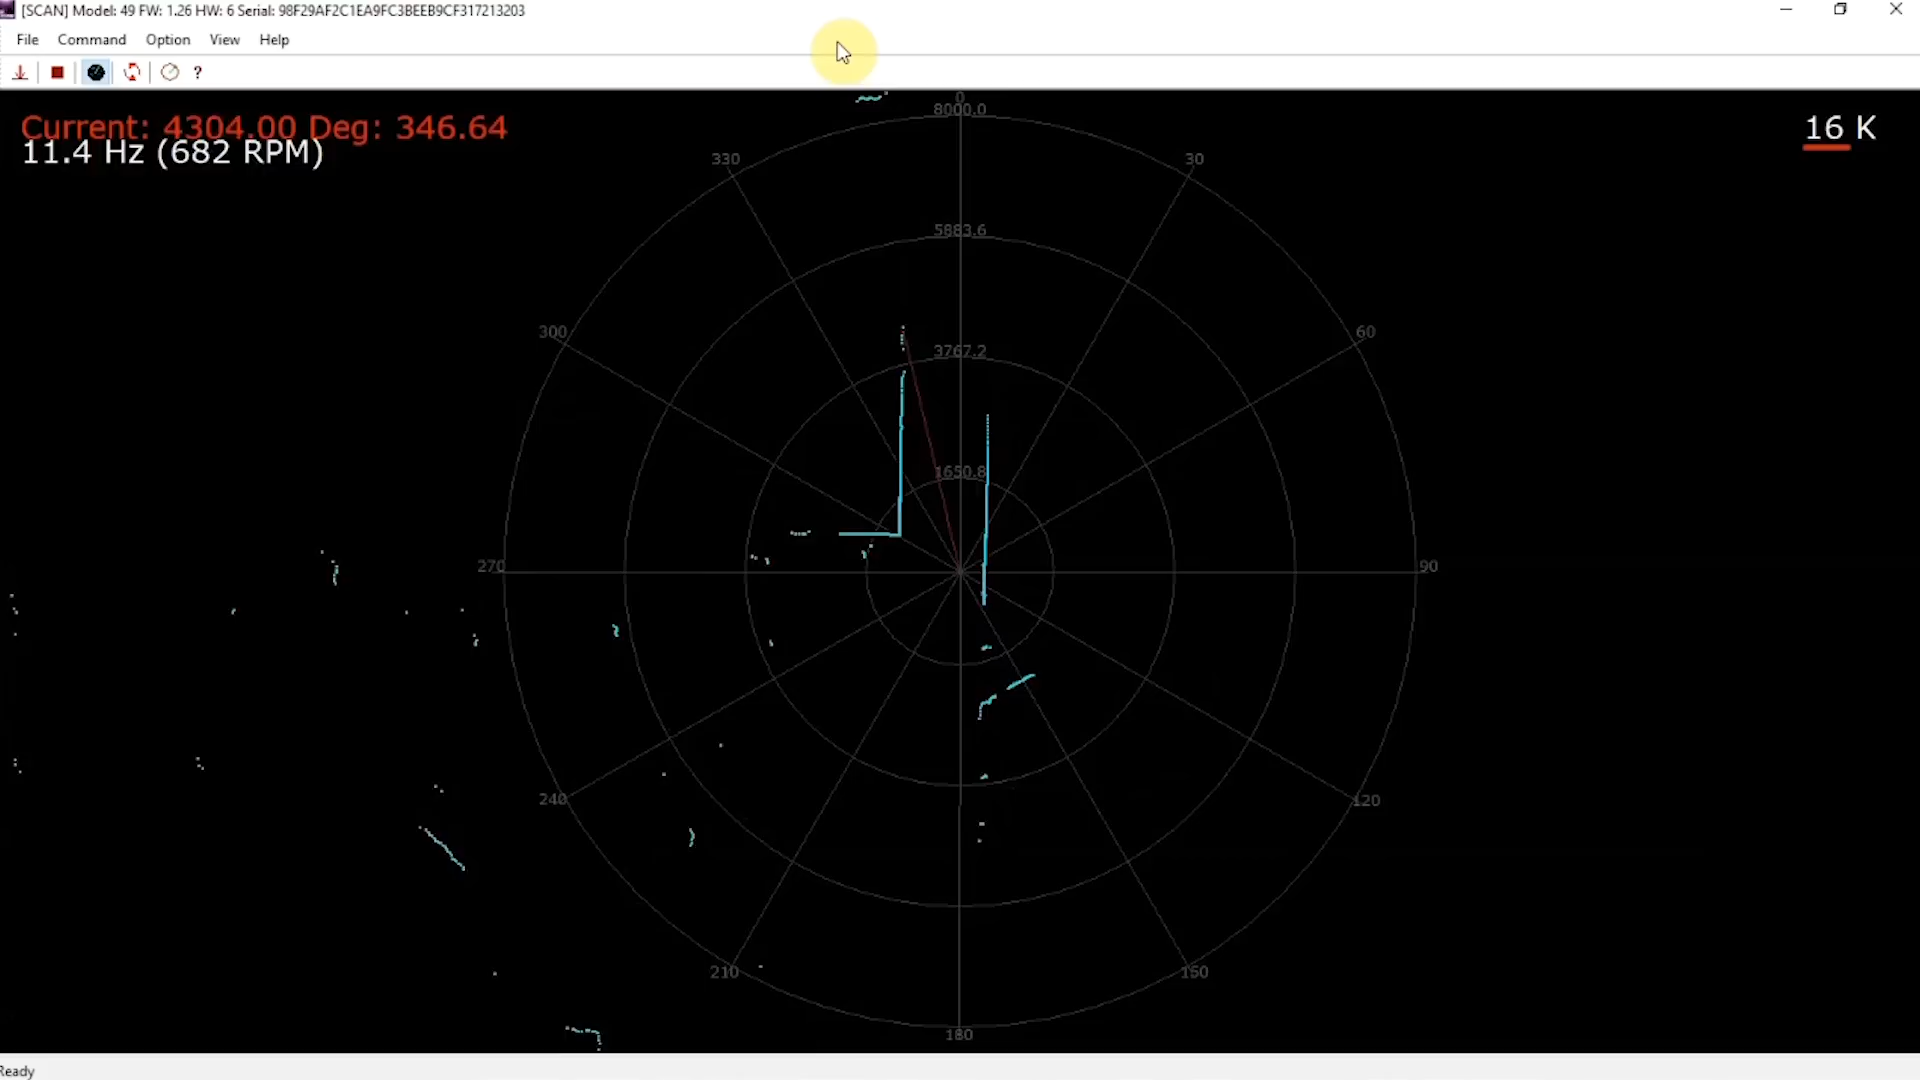 [SCAN] Model: 49 FW: 1.26 HW: 6 Serial: 98F29AF2C1EA9FC3BEEB9CF317213203
File Command Option View Help
?
Current: 4304.00 Deg: 346.64
11.4 Hz (682 RPM)
16 K
0
8000.0
330
30
5883.6
300
60
3767.2
1650.8
270
90
240
120
210
150
180
Ready